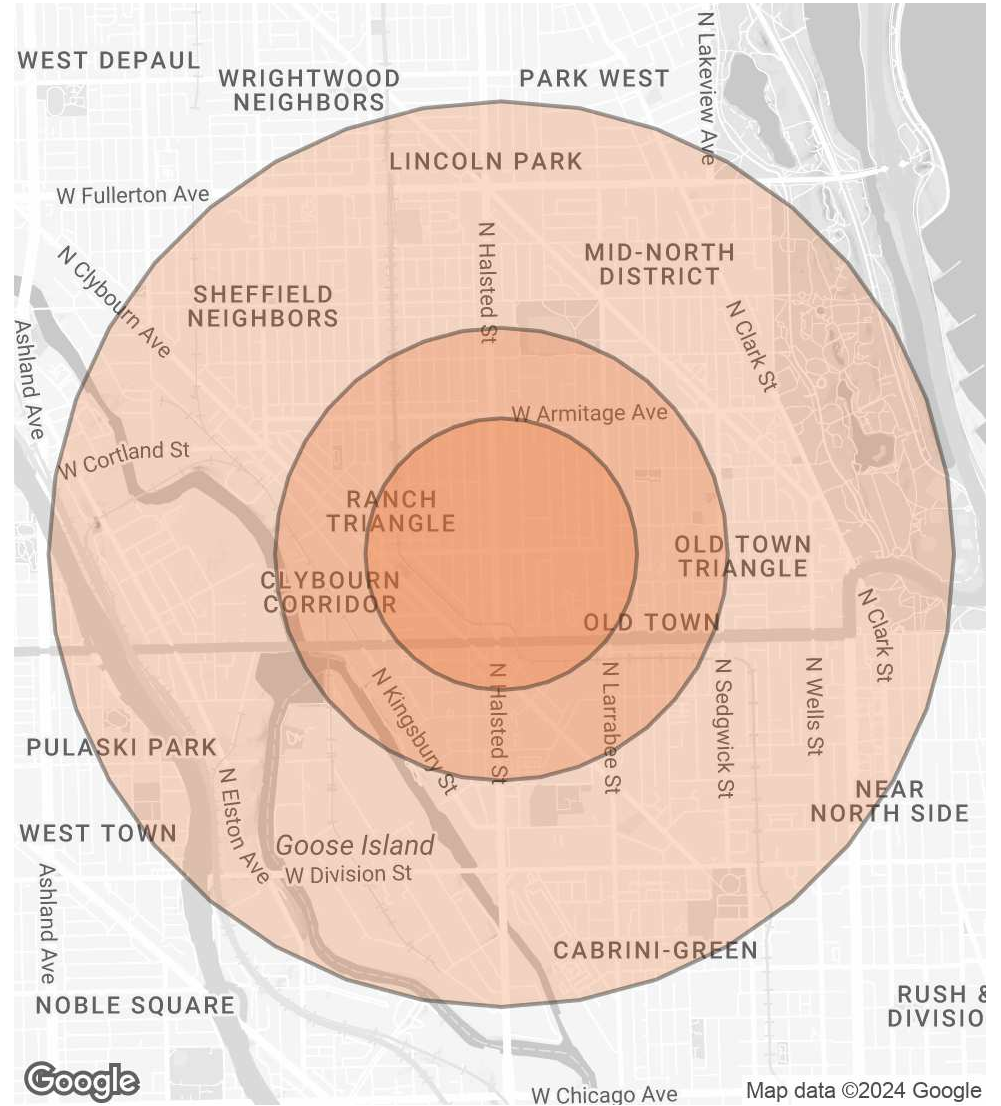 N Lakeview Ave
WEST DEPAUL
WRIGHTWOOD
NEIGHBORS
PARK WEST
LINCOLN PARK
W Fullerton Ave
N Halsted St
MID-NORTH
DISTRICT
N Clybourn Ave
SHEFFIELD
NEIGHBORS
N Clark St
Ashland Ave
W Armitage Ave
W Cortland St
RANCH
TRIANGLE
OLD TOWN
TRIANGLE
CLYBOURN
CORRIDOR
OLD TOWN
N Clark St
N Kingsbury St
N Halsted St
N Larrabee St
N Sedgwick St
N Wells St
PULASKI PARK
N Elston Ave
NEAR
NORTH SIDE
WEST TOWN
Goose Island
W Division St
Ashland Ave
CABRINI-GREEN
NOBLE SQUARE
RUSH &
DIVISIO
Google
W Chicago Ave
Map data ©2024 Google